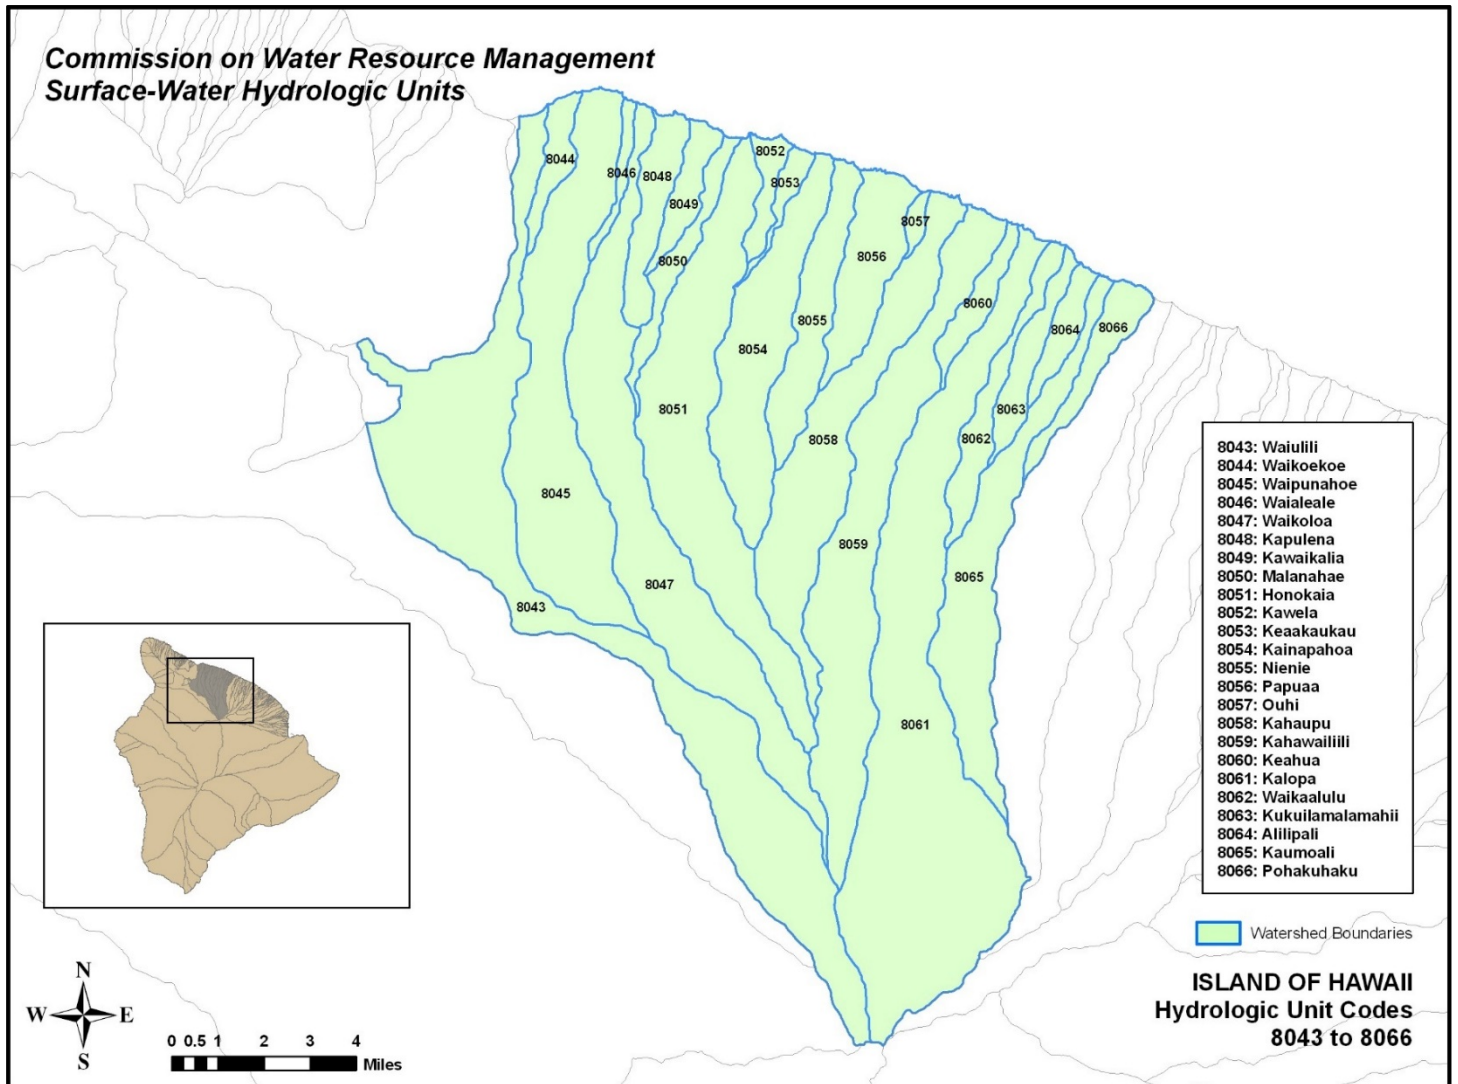 Commission on Water Resource Management
Surface-Water Hydrologic Units
8052
8044
8046
8048
8053
8049
8057
8050
8056
8060
8055
8064
8066
8054
8051
8063
8058
8062
8045
8059
8065
8047
8043
8061
8043: Waiulili
8044: Waikoekoe
8045: Waipunahoe
8046: Waialeale
8047: Waikoloa
8048: Kapulena
8049: Kawaikalia
8050: Malanahae
8051: Honokaia
8052: Kawela
8053: Keaakaukau
8054: Kainapahoa
8055: Nienie
8056: Papuaa
8057: Ouhi
8058: Kahaupu
8059: Kahawailiili
8060: Keahua
8061: Kalopa
8062: Waikaalulu
8063: Kukuilamalamahii
8064: Alilipali
8065: Kaumoali
8066: Pohakuhaku
Watershed Boundaries
ISLAND OF HAWAII
Hydrologic Unit Codes
8043 to 8066
N
W E
S
0 0.5 1 2 3 4
Miles